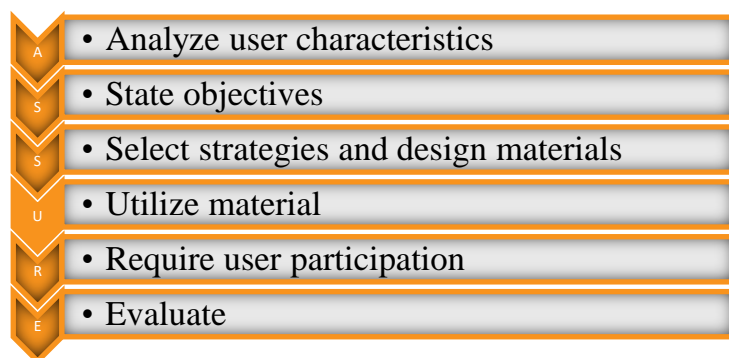 A • Analyze user characteristics
S • State objectives
S • Select strategies and design materials
U • Utilize material
R • Require user participation
E • Evaluate